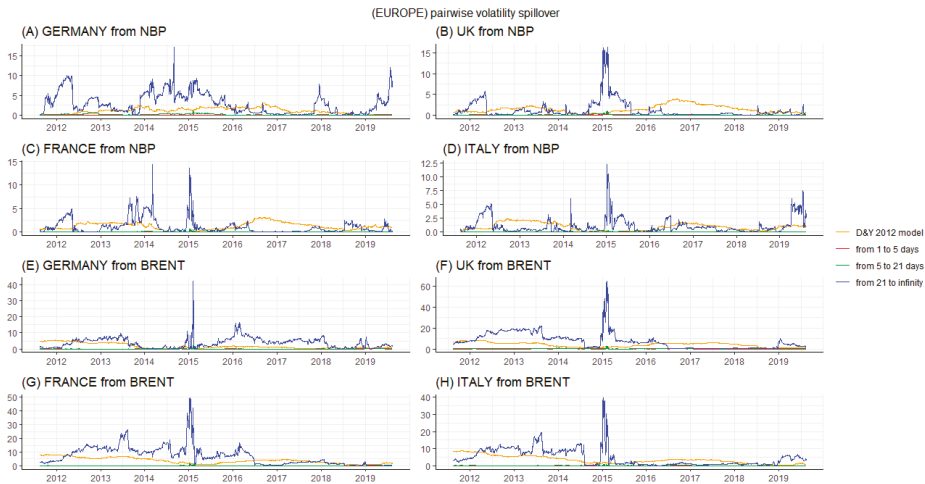 (EUROPE) pairwise volatility spillover
(A) GERMANY from NBP
15
10
5
0
2012 2013 2014 2015 2016 2017 2018 2019
(B) UK from NBP
15
10
5
0
2012 2013 2014 2015 2016 2017 2018 2019
(C) FRANCE from NBP
15
10
5
0
2012 2013 2014 2015 2016 2017 2018 2019
(D) ITALY from NBP
12.5
10.0
7.5
5.0
2.5
0.0
2012 2013 2014 2015 2016 2017 2018 2019
(E) GERMANY from BRENT
40
30
20
10
0
2012 2013 2014 2015 2016 2017 2018 2019
(F) UK from BRENT
60
40
20
0
2012 2013 2014 2015 2016 2017 2018 2019
(G) FRANCE from BRENT
50
40
30
20
10
0
2012 2013 2014 2015 2016 2017 2018 2019
(H) ITALY from BRENT
40
30
20
10
0
2012 2013 2014 2015 2016 2017 2018 2019
D&Y 2012 model
from 1 to 5 days
from 5 to 21 days
from 21 to infinity